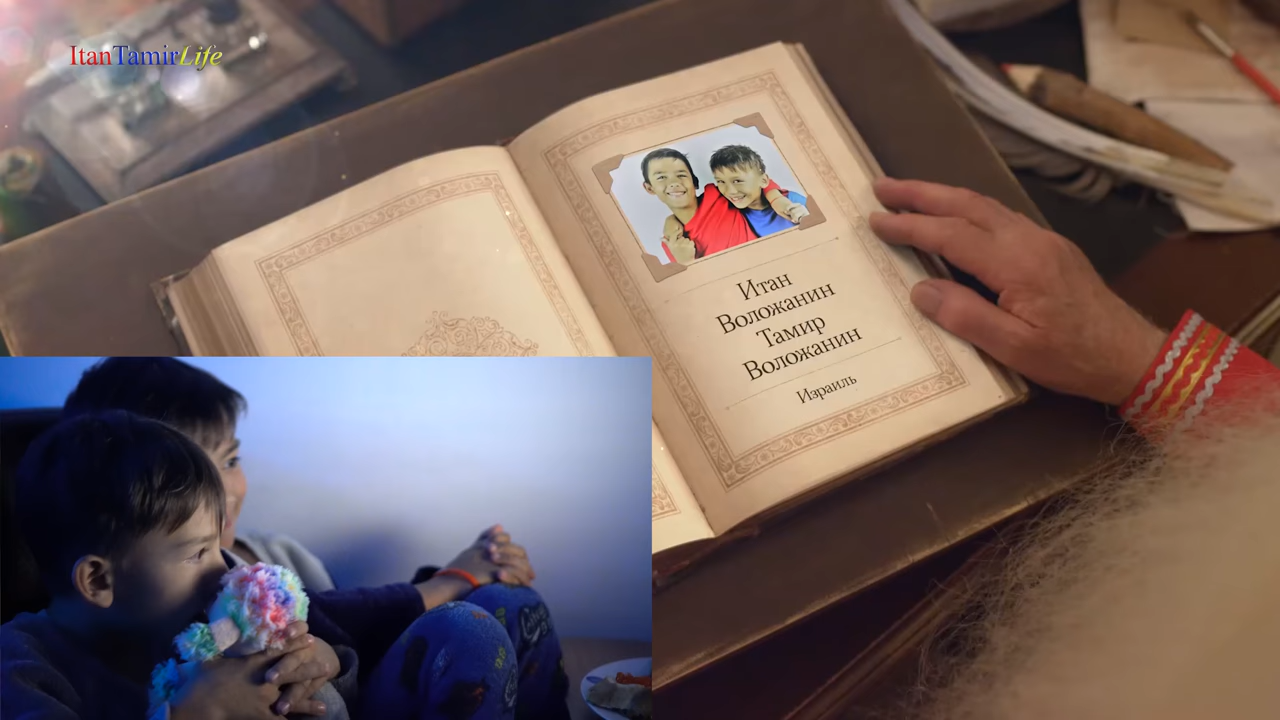 ItanTamirLife
Итан
Воложанин
Тамир
Воложанин
Израиль